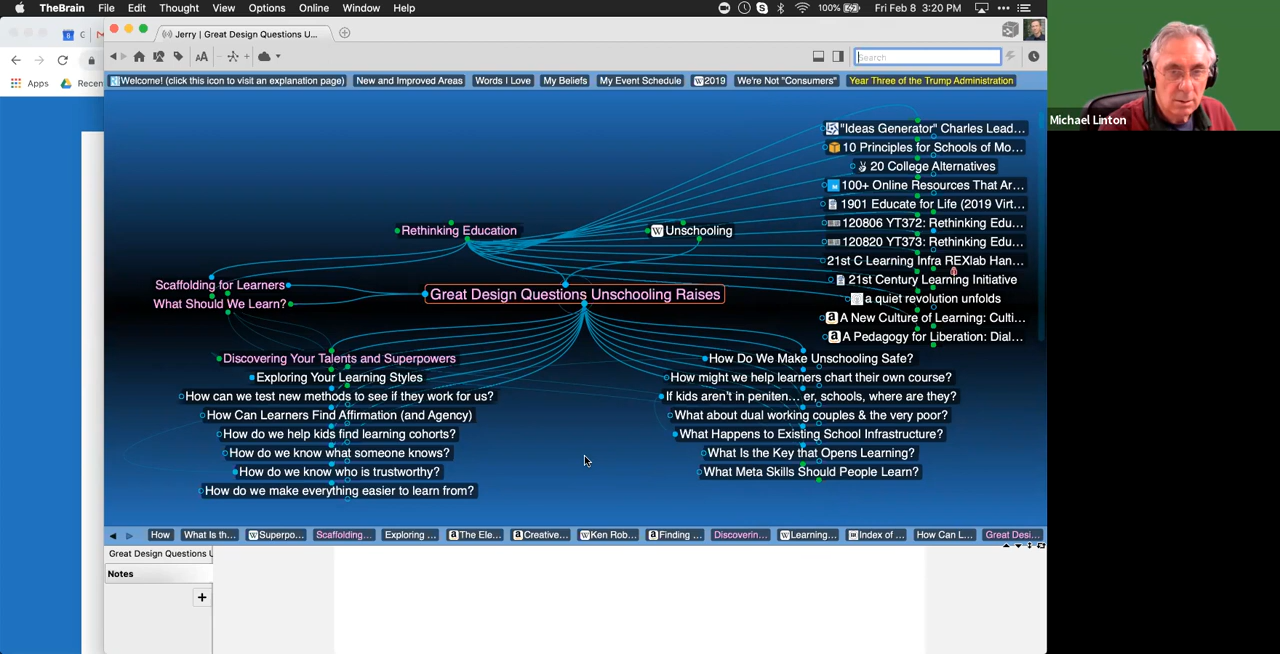 TheBrain File Edit Thought View Options Online Window Help 100% Fri Feb 8 3:20 PM
Jerry | Great Design Questions U...
AA
Search
Apps Recen
Welcome! (click this icon to visit an explanation page) New and Improved Areas Words I Love My Beliefs My Event Schedule 2019 We're Not "Consumers" Year Three of the Trump Administration
Michael Linton
"Ideas Generator" Charles Lead...
10 Principles for Schools of Mo...
20 College Alternatives
100+ Online Resources That Ar...
1901 Educate for Life (2019 Virt...
120806 YT372: Rethinking Edu...
120820 YT373: Rethinking Edu...
21st C Learning Infra REXlab Han...
21st Century Learning Initiative
a quiet revolution unfolds
A New Culture of Learning: Culti...
A Pedagogy for Liberation: Dial...
Rethinking Education
Unschooling
Scaffolding for Learners
What Should We Learn?
Great Design Questions Unschooling Raises
Discovering Your Talents and Superpowers
Exploring Your Learning Styles
How can we test new methods to see if they work for us?
How Can Learners Find Affirmation (and Agency)
How do we help kids find learning cohorts?
How do we know what someone knows?
How do we know who is trustworthy?
How do we make everything easier to learn from?
How Do We Make Unschooling Safe?
How might we help learners chart their own course?
If kids aren't in peniten... er, schools, where are they?
What about dual working couples & the very poor?
What Happens to Existing School Infrastructure?
What Is the Key that Opens Learning?
What Meta Skills Should People Learn?
How What Is th... Superpo... Scaffolding... Exploring ... The Ele... Creative... Ken Rob... Finding ... Discoverin... Learning... Index of ... How Can L... Great Desi...
Great Design Questions U
Notes